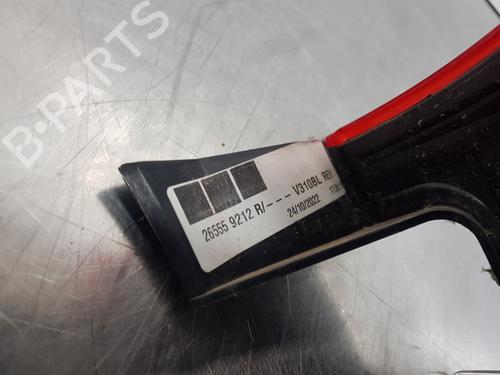 B-PARTS
26555 9212 R/--- V310BL REV
24/10/2022